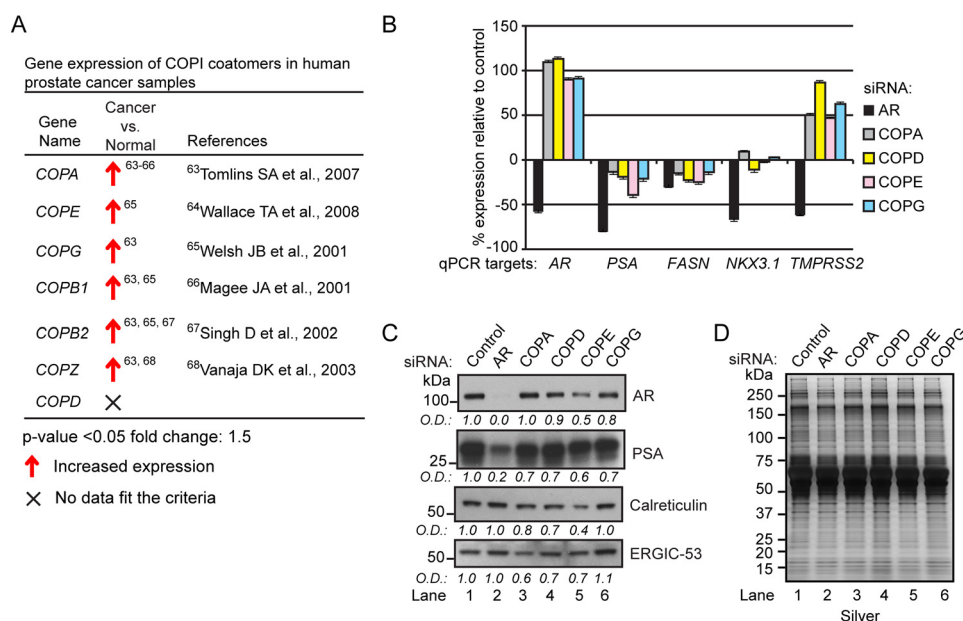 A
Gene expression of COPI coatomers in human
prostate cancer samples
Gene
Name
Cancer
vs.
Normal
References
COPA 63-66 63Tomlins SA et al., 2007
COPE 65 64Wallace TA et al., 2008
COPG 63 65Welsh JB et al., 2001
COPB1 63, 65 66Magee JA et al., 2001
COPB2 63, 65, 67 67Singh D et al., 2002
COPZ 63, 68 68Vanaja DK et al., 2003
COPD
p-value <0.05 fold change: 1.5
Increased expression
No data fit the criteria
B
% expression relative to control
150
100
50
0
-50
-100
qPCR targets: AR PSA FASN NKX3.1 TMPRSS2
siRNA:
AR
COPA
COPD
COPE
COPG
C
siRNA: Control AR COPA COPD COPE COPG
kDa
100 AR
O.D.: 1.0 0.0 1.0 0.9 0.5 0.8
25 PSA
O.D.: 1.0 0.2 0.7 0.7 0.6 0.7
50 Calreticulin
O.D.: 1.0 1.0 0.8 0.7 0.4 1.0
50 ERGIC-53
O.D.: 1.0 1.0 0.6 0.7 0.7 1.1
Lane 1 2 3 4 5 6
D
siRNA: Control AR COPA COPD COPE COPG
kDa
250
150
100
75
50
37
25
20
15
Lane 1 2 3 4 5 6
Silver